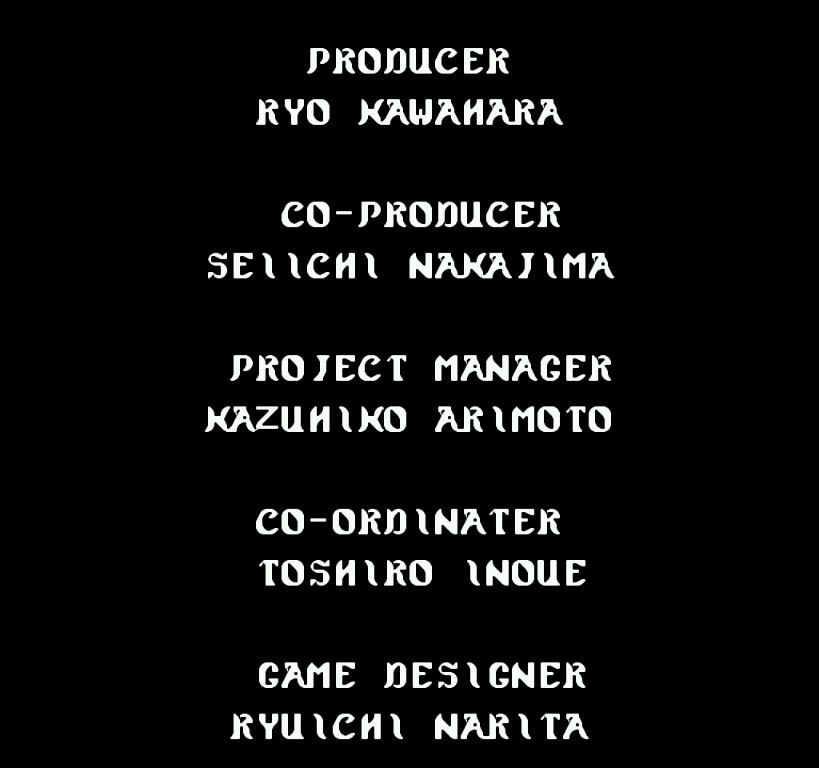 PRODUCER
RYO KAWAHARA
CO-PRODUCER
SEIICHI NAKAJIMA
PROJECT MANAGER
KAZUHIKO ARIMOTO
CO-ORDINATER
TOSHIRO INOUE
GAME DESIGNER
RYUICHI NARITA